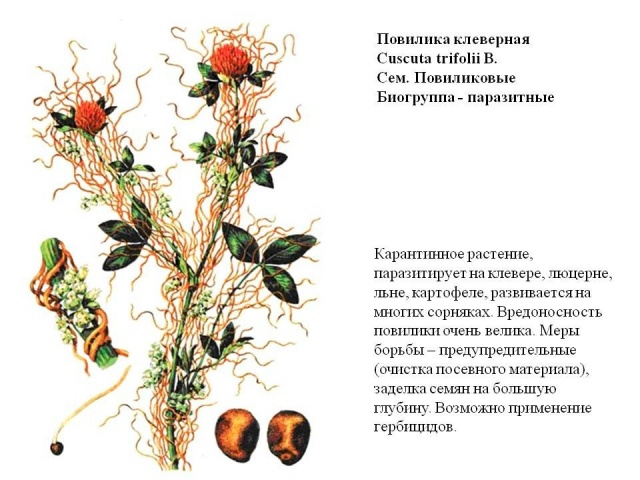 Повилика клеверная
Cuscuta trifolii B.
Сем. Повиликовые
Биогруппа - паразитные
Карантинное растение,
паразитирует на клевере, люцерне,
льне, картофеле, развивается на
многих сорняках. Вредоносность
повилики очень велика. Меры
борьбы – предупредительные
(очистка посевного материала),
заделка семян на большую
глубину. Возможно применение
гербицидов.